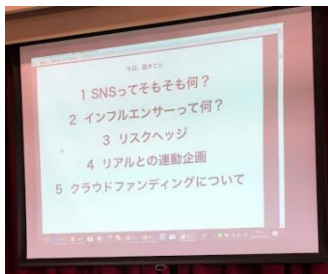 今日、話すこと
1 SNSってそもそも何？
2 インフルエンサーって何？
3 リスクヘッジ
4 リアルとの連動企画
5 クラウドファンディングについて